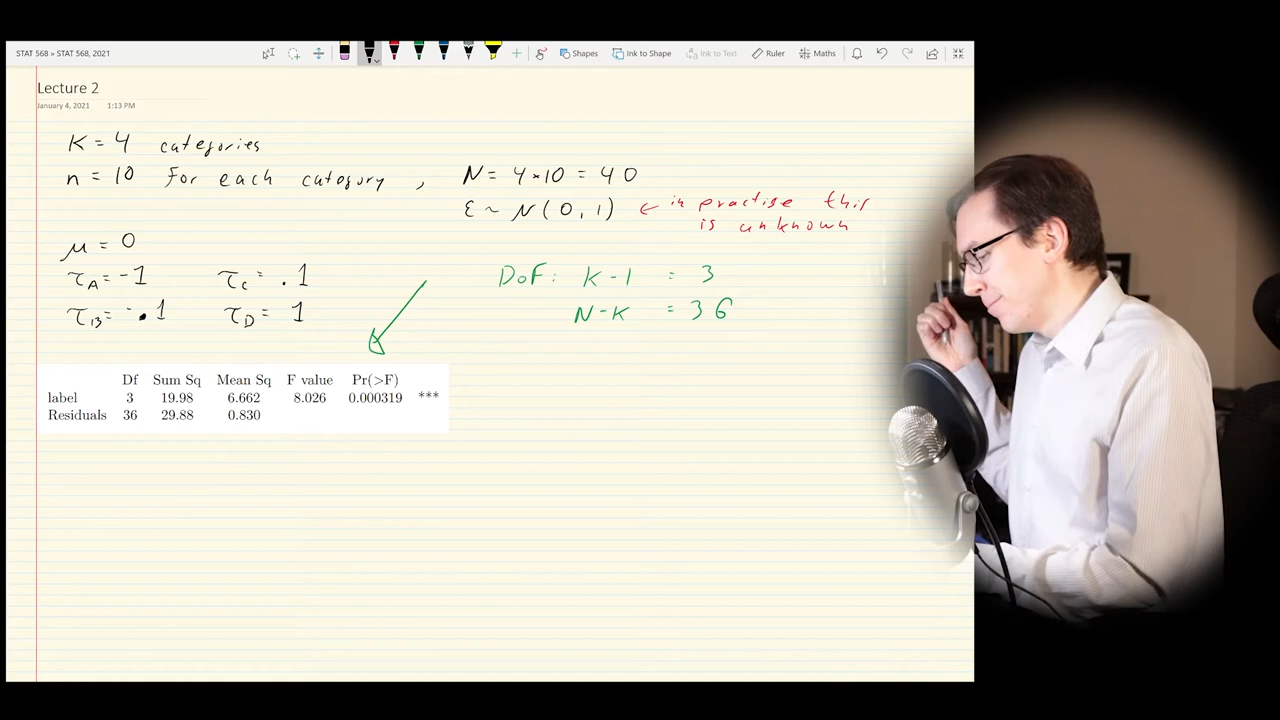 STAT 568 » STAT 568, 2021
Shapes Ink to Shape Ink to Text Ruler Maths
Lecture 2
January 4, 2021 1:13 PM
K = 4 categories
n = 10 for each category , N = 4×10 = 40
ε ~ N(0,1) ← in practise this is unknown
μ = 0
τA = -1 τC = .1
τB = -.1 τD = 1
DoF: K-1 = 3
N-K = 36
Df Sum Sq Mean Sq F value Pr(>F)
label 3 19.98 6.662 8.026 0.000319 ***
Residuals 36 29.88 0.830